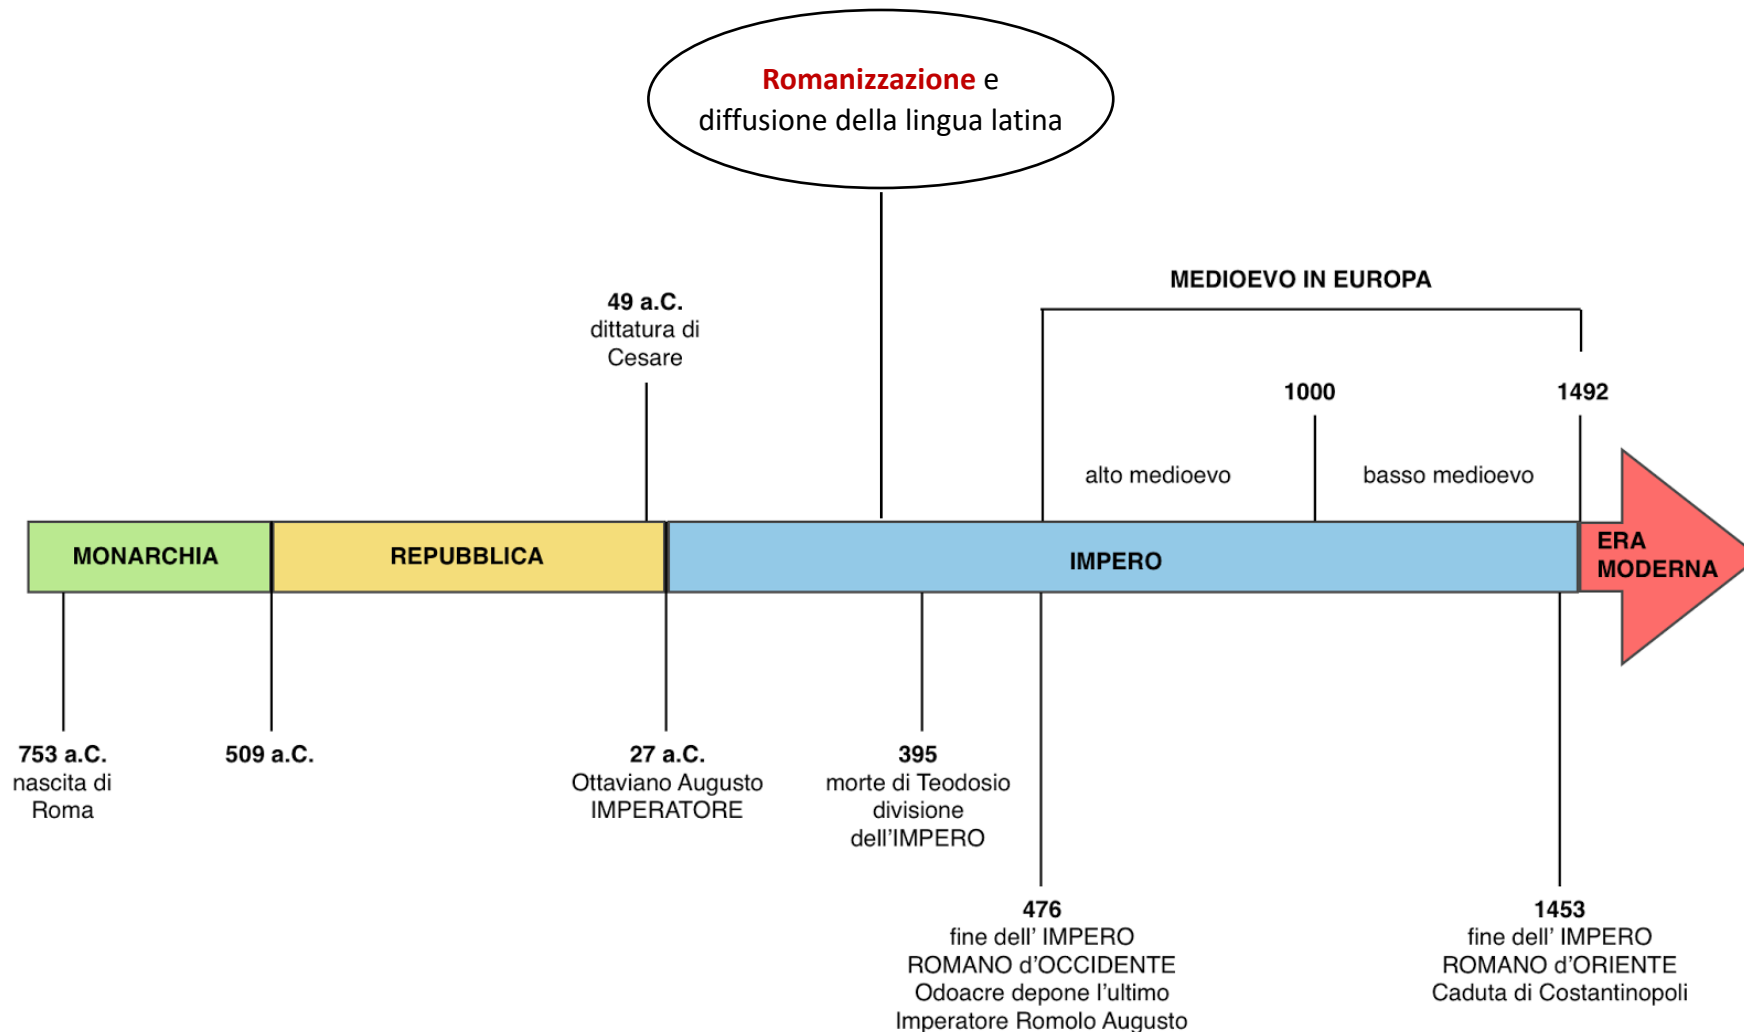 Romanizzazione e
diffusione della lingua latina
MEDIOEVO IN EUROPA
49 a.C.
dittatura di
Cesare
1000
1492
alto medioevo
basso medioevo
MONARCHIA
REPUBBLICA
IMPERO
ERA
MODERNA
753 a.C.
nascita di
Roma
509 a.C.
27 a.C.
Ottaviano Augusto
IMPERATORE
395
morte di Teodosio
divisione
dell'IMPERO
476
fine dell' IMPERO
ROMANO d'OCCIDENTE
Odoacre depone l'ultimo
Imperatore Romolo Augusto
1453
fine dell' IMPERO
ROMANO d'ORIENTE
Caduta di Costantinopoli